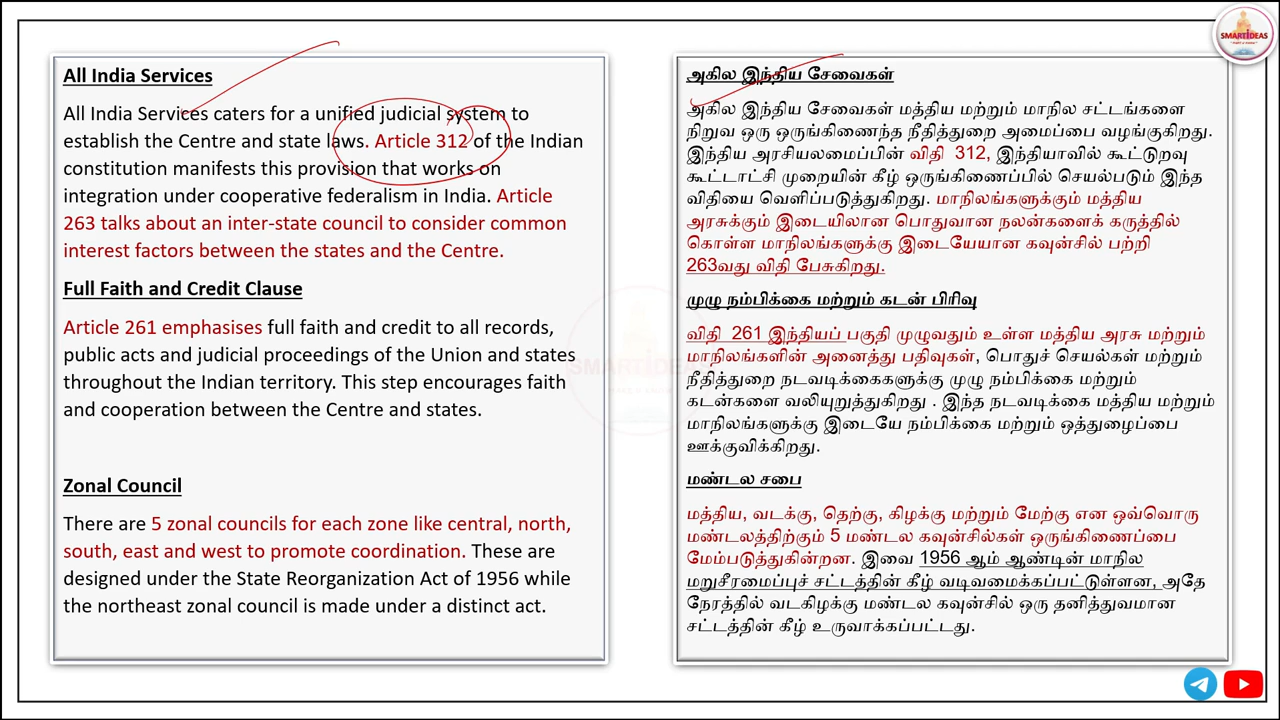 SMARTIDEAS
All India Services
All India Services caters for a unified judicial system to
establish the Centre and state laws. Article 312 of the Indian
constitution manifests this provision that works on
integration under cooperative federalism in India. Article
263 talks about an inter-state council to consider common
interest factors between the states and the Centre.
Full Faith and Credit Clause
Article 261 emphasises full faith and credit to all records,
public acts and judicial proceedings of the Union and states
throughout the Indian territory. This step encourages faith
and cooperation between the Centre and states.
Zonal Council
There are 5 zonal councils for each zone like central, north,
south, east and west to promote coordination. These are
designed under the State Reorganization Act of 1956 while
the northeast zonal council is made under a distinct act.
அகில இந்திய சேவைகள்
அகில இந்திய சேவைகள் மத்திய மற்றும் மாநில சட்டங்களை
நிறுவ ஒரு ஒருங்கிணைந்த நீதித்துறை அமைப்பை வழங்குகிறது.
இந்திய அரசியலமைப்பின் விதி 312, இந்தியாவில் கூட்டுறவு
கூட்டாட்சி முறையின் கீழ் ஒருங்கிணைப்பில் செயல்படும் இந்த
விதியை வெளிப்படுத்துகிறது. மாநிலங்களுக்கும் மத்திய
அரசுக்கும் இடையிலான பொதுவான நலன்களைக் கருத்தில்
கொள்ள மாநிலங்களுக்கு இடையேயான கவுன்சில் பற்றி
263வது விதி பேசுகிறது.
முழு நம்பிக்கை மற்றும் கடன் பிரிவு
விதி 261 இந்தியப் பகுதி முழுவதும் உள்ள மத்திய அரசு மற்றும்
மாநிலங்களின் அனைத்து பதிவுகள், பொதுச் செயல்கள் மற்றும்
நீதித்துறை நடவடிக்கைகளுக்கு முழு நம்பிக்கை மற்றும்
கடன்களை வலியுறுத்துகிறது . இந்த நடவடிக்கை மத்திய மற்றும்
மாநிலங்களுக்கு இடையே நம்பிக்கை மற்றும் ஒத்துழைப்பை
ஊக்குவிக்கிறது.
மண்டல சபை
மத்திய, வடக்கு, தெற்கு, கிழக்கு மற்றும் மேற்கு என ஒவ்வொரு
மண்டலத்திற்கும் 5 மண்டல கவுன்சில்கள் ஒருங்கிணைப்பை
மேம்படுத்துகின்றன. இவை 1956 ஆம் ஆண்டின் மாநில
மறுசீரமைப்புச் சட்டத்தின் கீழ் வடிவமைக்கப்பட்டுள்ளன, அதே
நேரத்தில் வடகிழக்கு மண்டல கவுன்சில் ஒரு தனித்துவமான
சட்டத்தின் கீழ் உருவாக்கப்பட்டது.
SMARTIDEAS